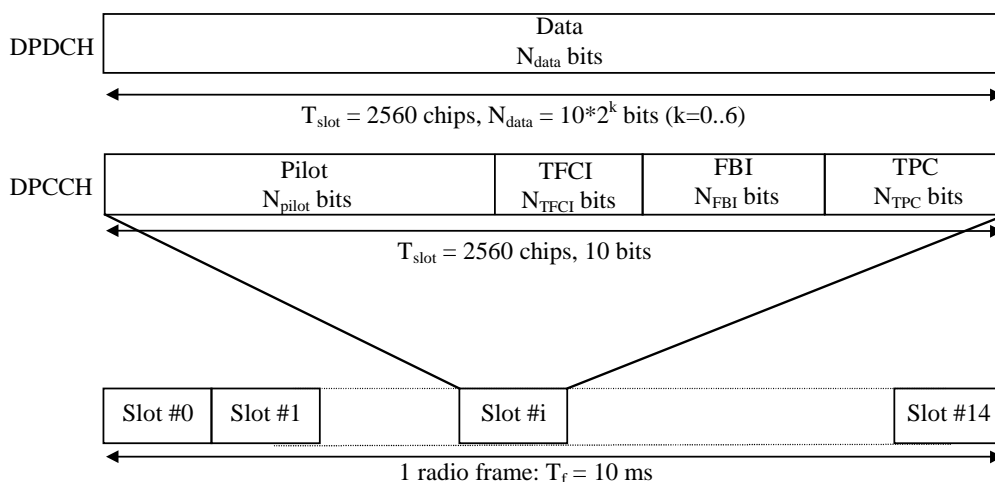 Data
DPDCH
N_data bits
T_slot = 2560 chips, N_data = 10*2^k bits (k=0..6)
Pilot TFCI FBI TPC
DPCCH
N_pilot bits N_TFCI bits N_FBI bits N_TPC bits
T_slot = 2560 chips, 10 bits
Slot #0 Slot #1 Slot #i Slot #14
1 radio frame: T_f = 10 ms